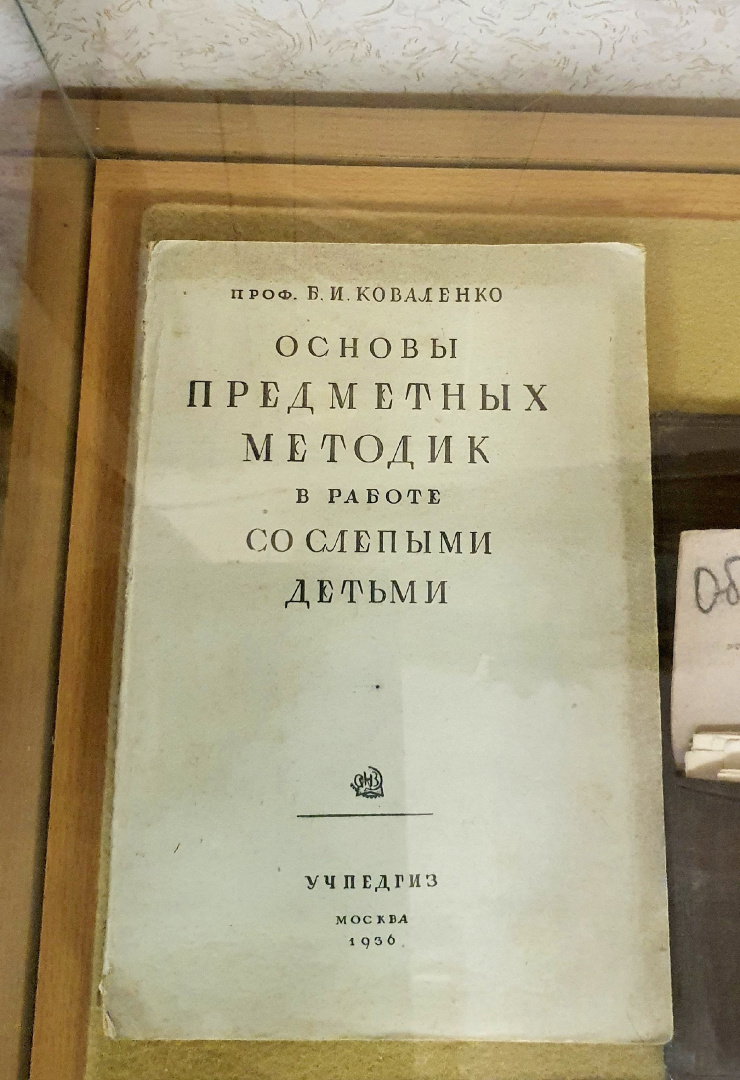 ПРОФ. Б. И. КОВАЛЕНКО
ОСНОВЫ
ПРЕДМЕТНЫХ
МЕТОДИК
В РАБОТЕ
СО СЛЕПЫМИ
ДЕТЬМИ
УЧПЕДГИЗ
МОСКВА
1936